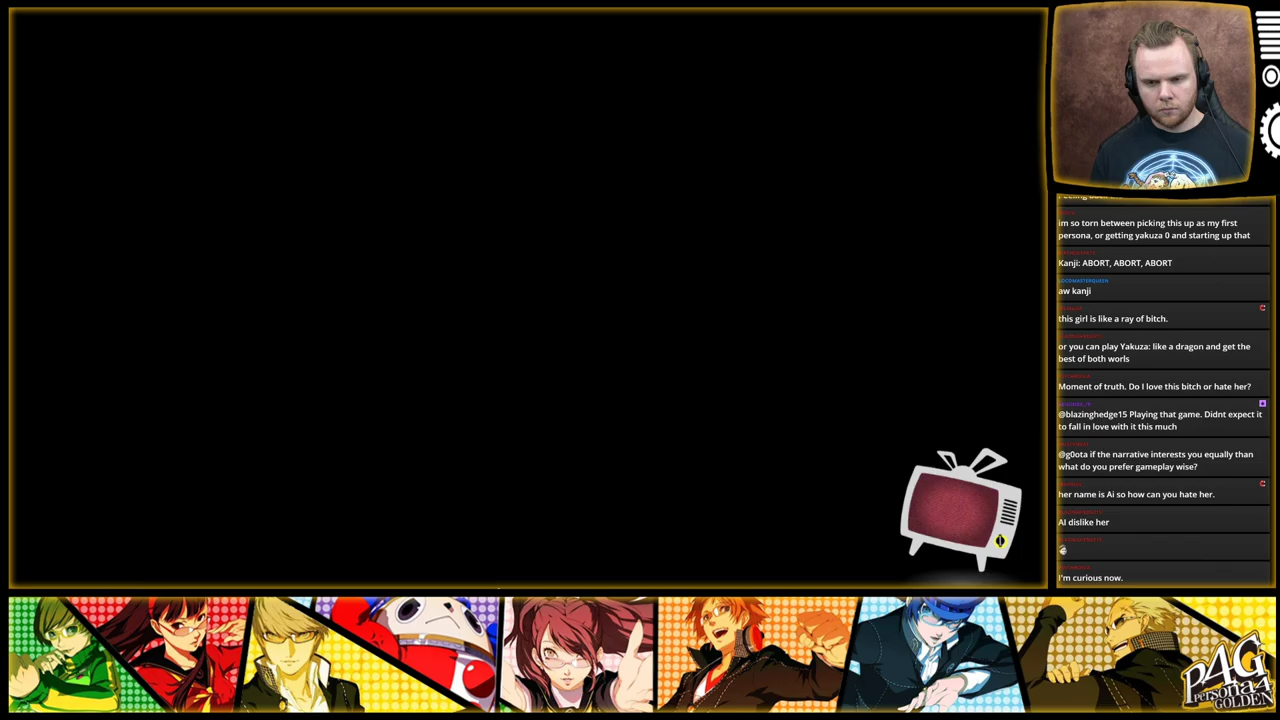 im so torn between picking this up as my first
persona, or getting yakuza 0 and starting up that
Kanji: ABORT, ABORT, ABORT
LOCOMASTERQUEEN
aw kanji
this girl is like a ray of bitch.
or you can play Yakuza: like a dragon and get the
best of both worls
Moment of truth. Do I love this bitch or hate her?
@blazinghedge15 Playing that game. Didnt expect it
to fall in love with it this much
@g0ota if the narrative interests you equally than
what do you prefer gameplay wise?
her name is Ai so how can you hate her.
AI dislike her
I'm curious now.
P4G
persona4
GOLDEN